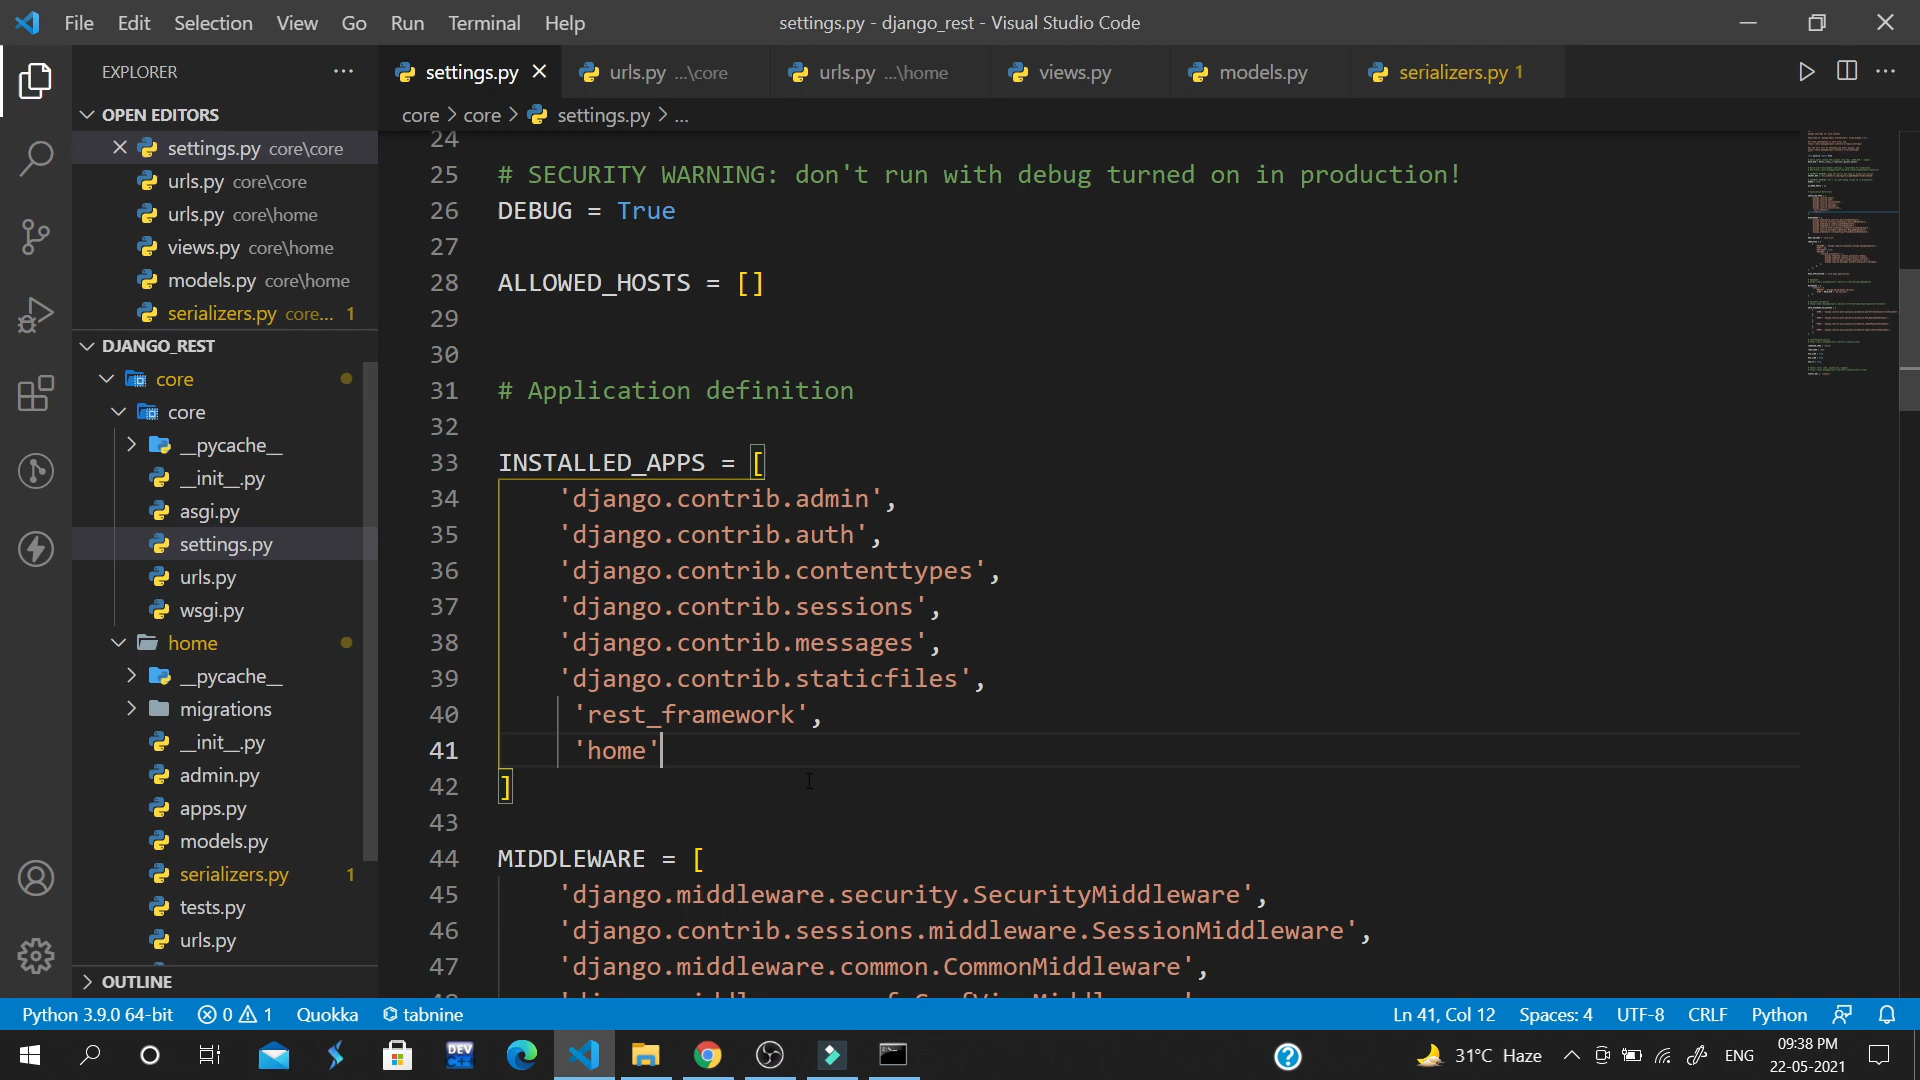 File Edit Selection View Go Run Terminal Help
settings.py - django_rest - Visual Studio Code
EXPLORER
OPEN EDITORS
settings.py core\core
urls.py core\core
urls.py core\home
views.py core\home
models.py core\home
serializers.py core... 1
DJANGO_REST
core
core
__pycache__
__init__.py
asgi.py
settings.py
urls.py
wsgi.py
home
__pycache__
migrations
__init__.py
admin.py
apps.py
models.py
serializers.py 1
tests.py
urls.py
OUTLINE
settings.py urls.py ...\core urls.py ...\home views.py models.py serializers.py 1
core > core > settings.py > ...
24
25 # SECURITY WARNING: don't run with debug turned on in production!
26 DEBUG = True
27
28 ALLOWED_HOSTS = []
29
30
31 # Application definition
32
33 INSTALLED_APPS = [
34 'django.contrib.admin',
35 'django.contrib.auth',
36 'django.contrib.contenttypes',
37 'django.contrib.sessions',
38 'django.contrib.messages',
39 'django.contrib.staticfiles',
40 'rest_framework',
41 'home'
42 ]
43
44 MIDDLEWARE = [
45 'django.middleware.security.SecurityMiddleware',
46 'django.contrib.sessions.middleware.SessionMiddleware',
47 'django.middleware.common.CommonMiddleware',
Python 3.9.0 64-bit 0 1 Quokka tabnine
Ln 41, Col 12 Spaces: 4 UTF-8 CRLF Python
DEV C++
31°C Haze ENG 09:38 PM
22-05-2021